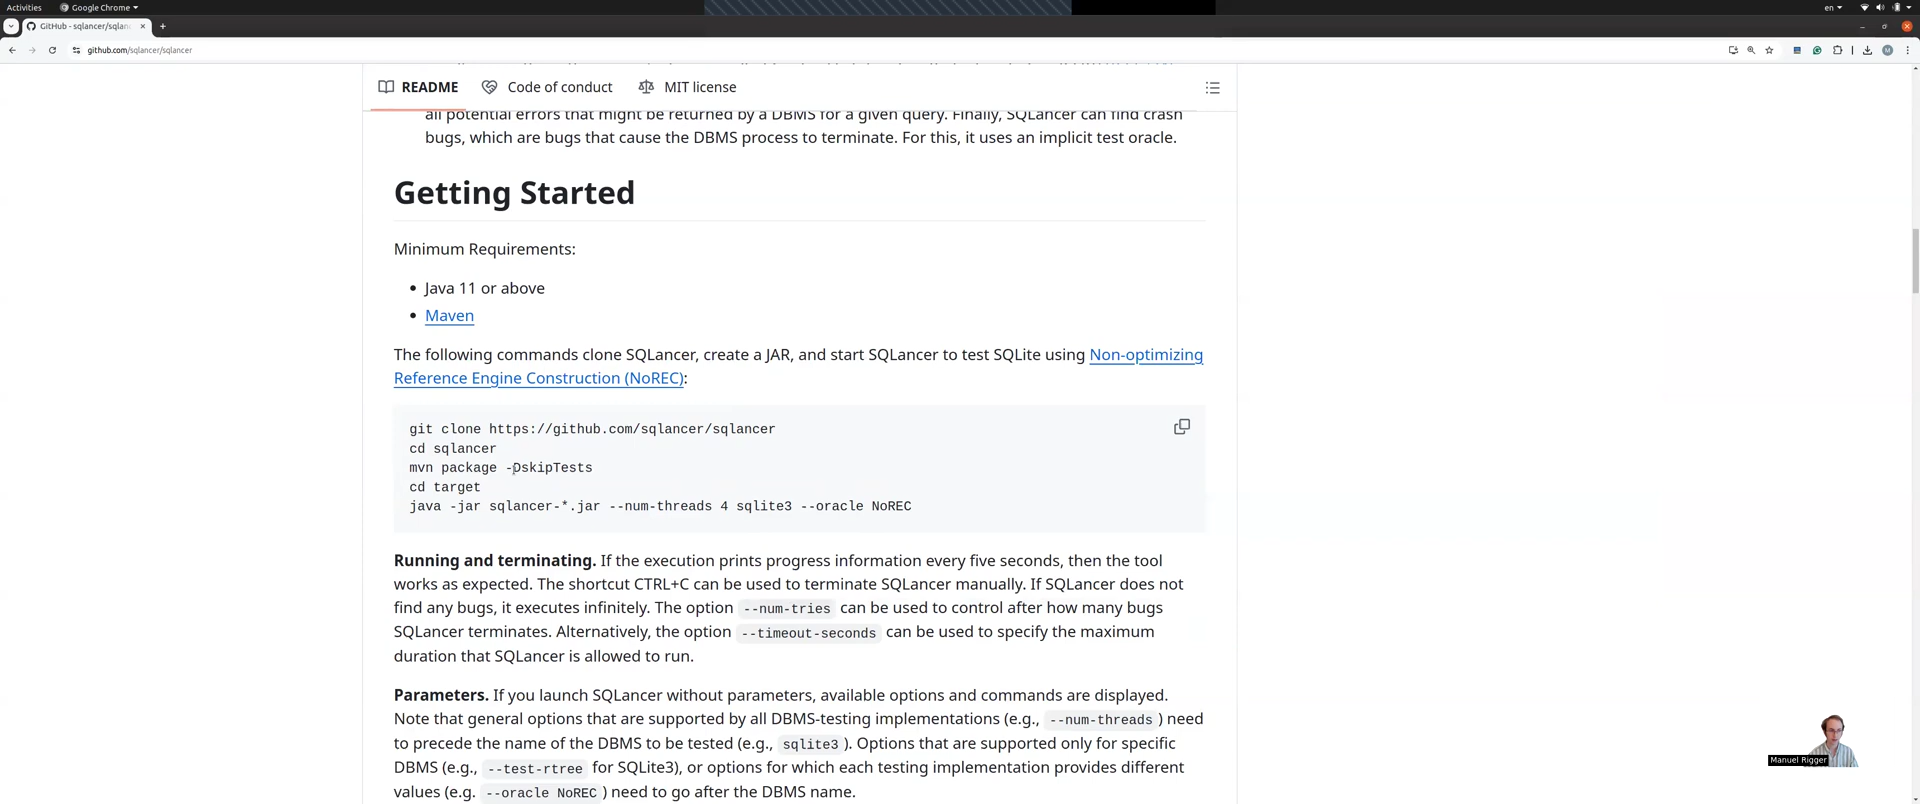 Activities
Google Chrome
en
GitHub - sqlancer/sqlan
github.com/sqlancer/sqlancer
README
Code of conduct
MIT license
all potential errors that might be returned by a DBMS for a given query. Finally, SQLancer can find crash
bugs, which are bugs that cause the DBMS process to terminate. For this, it uses an implicit test oracle.
Getting Started
Minimum Requirements:
• Java 11 or above
• Maven
The following commands clone SQLancer, create a JAR, and start SQLancer to test SQLite using Non-optimizing
Reference Engine Construction (NoREC):
git clone https://github.com/sqlancer/sqlancer
cd sqlancer
mvn package -DskipTests
cd target
java -jar sqlancer-*.jar --num-threads 4 sqlite3 --oracle NoREC
Running and terminating. If the execution prints progress information every five seconds, then the tool
works as expected. The shortcut CTRL+C can be used to terminate SQLancer manually. If SQLancer does not
find any bugs, it executes infinitely. The option --num-tries can be used to control after how many bugs
SQLancer terminates. Alternatively, the option --timeout-seconds can be used to specify the maximum
duration that SQLancer is allowed to run.
Parameters. If you launch SQLancer without parameters, available options and commands are displayed.
Note that general options that are supported by all DBMS-testing implementations (e.g., --num-threads ) need
to precede the name of the DBMS to be tested (e.g., sqlite3 ). Options that are supported only for specific
DBMS (e.g., --test-rtree for SQLite3), or options for which each testing implementation provides different
values (e.g. --oracle NoREC ) need to go after the DBMS name.
Manuel Rigger